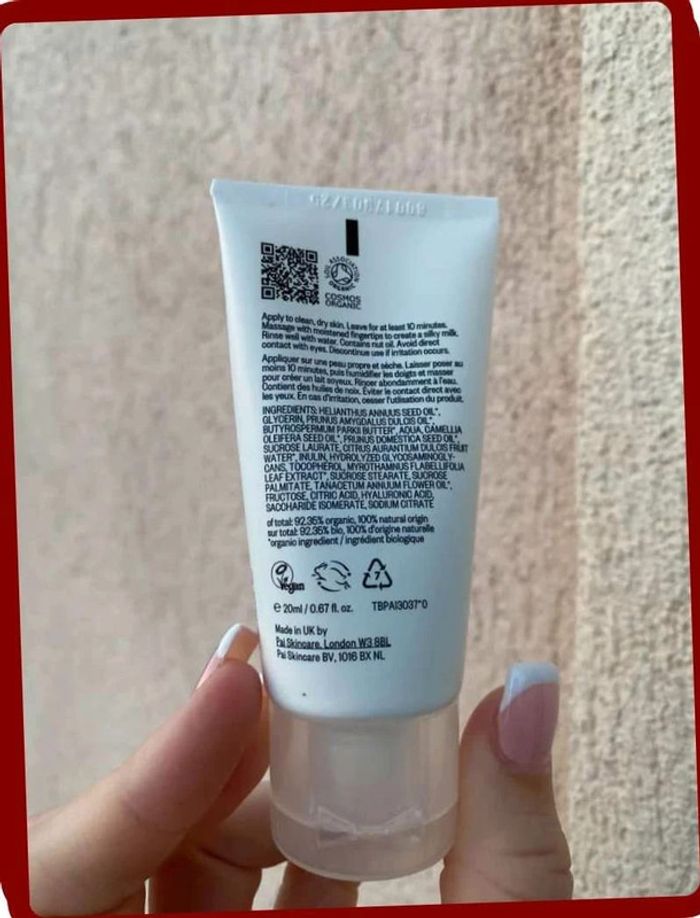 SOIL ASSOCIATION
ORGANIC
COSMOS
ORGANIC
Apply to clean, dry skin. Leave for at least 10 minutes.
Massage with moistened fingertips to create a silky milk.
Rinse well with water. Contains nut oil. Avoid direct
contact with eyes. Discontinue use if irritation occurs.
Appliquer sur une peau propre et sèche. Laisser poser au
moins 10 minutes, puis humidifier les doigts et masser
pour créer un lait soyeux. Rincer abondamment à l'eau.
Contient des huiles de noix. Éviter le contact direct avec
les yeux. En cas d'irritation, cesser l'utilisation du produit.
INGREDIENTS: HELIANTHUS ANNUUS SEED OIL*,
GLYCERIN, PRUNUS AMYGDALUS DULCIS OIL*,
BUTYROSPERMUM PARKII BUTTER*, AQUA, CAMELLIA
OLEIFERA SEED OIL*, PRUNUS DOMESTICA SEED OIL*,
SUCROSE LAURATE, CITRUS AURANTIUM DULCIS FRUIT
WATER*, INULIN, HYDROLYZED GLYCOSAMINOGLY-
CANS, TOCOPHEROL, MYROTHAMNUS FLABELLIFOLIA
LEAF EXTRACT*, SUCROSE STEARATE, SUCROSE
PALMITATE, TANACETUM ANNUUM FLOWER OIL*,
FRUCTOSE, CITRIC ACID, HYALURONIC ACID,
SACCHARIDE ISOMERATE, SODIUM CITRATE
of total: 92.35% organic, 100% natural origin
sur total: 92.35% bio, 100% d'origine naturelle
*organic ingredient / ingrédient biologique
Vegan
7
e 20ml / 0.67 fl. oz. TBPAI3037*0
Made in UK by
Pai Skincare, London W3 8BL
Pai Skincare BV, 1016 BX NL